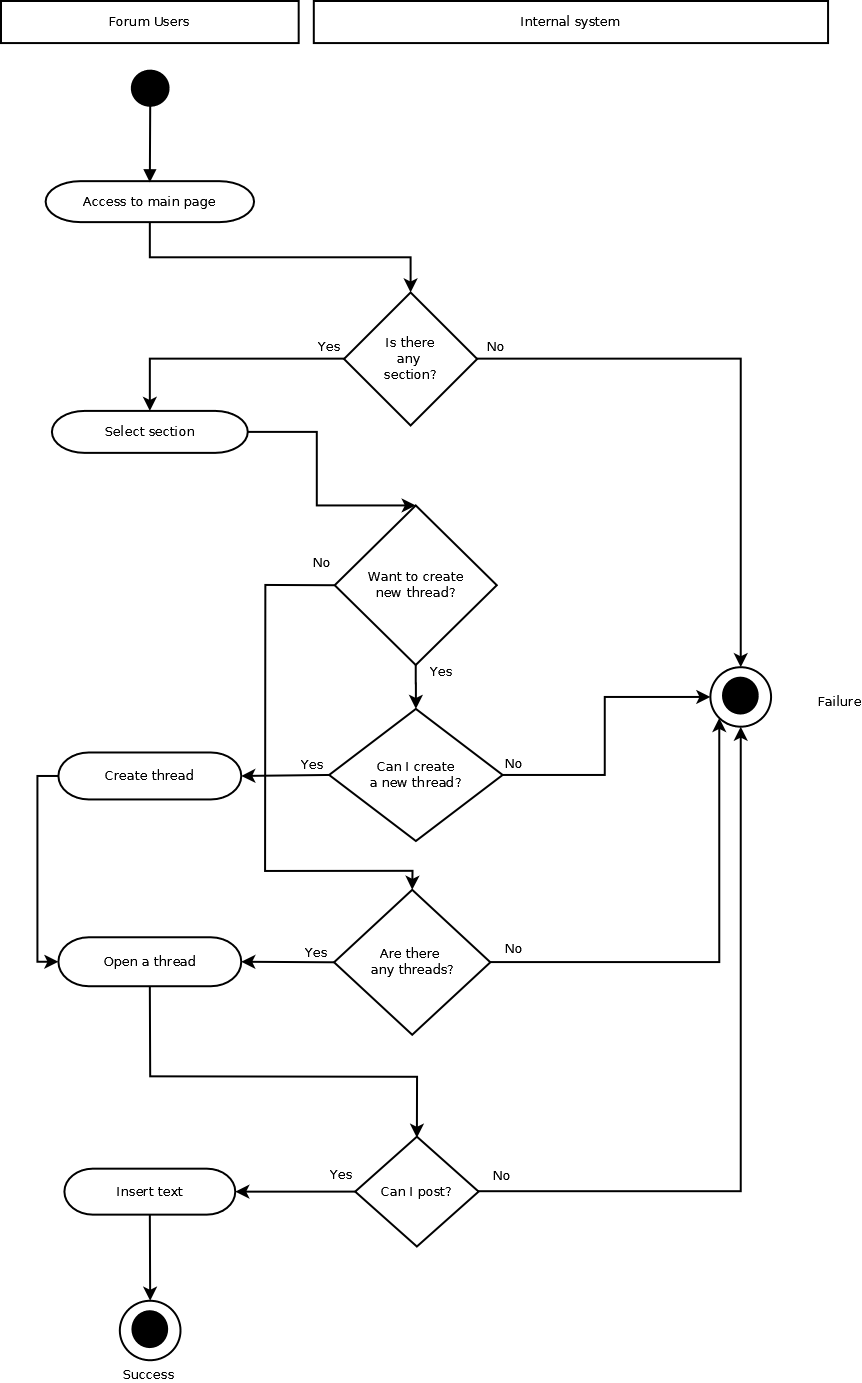 Forum Users
Internal system
Access to main page
Is there
any
section?
Yes
No
Select section
Want to create
new thread?
No
Yes
Failure
Can I create
a new thread?
Yes
No
Create thread
Are there
any threads?
Yes
No
Open a thread
Can I post?
Yes
No
Insert text
Success